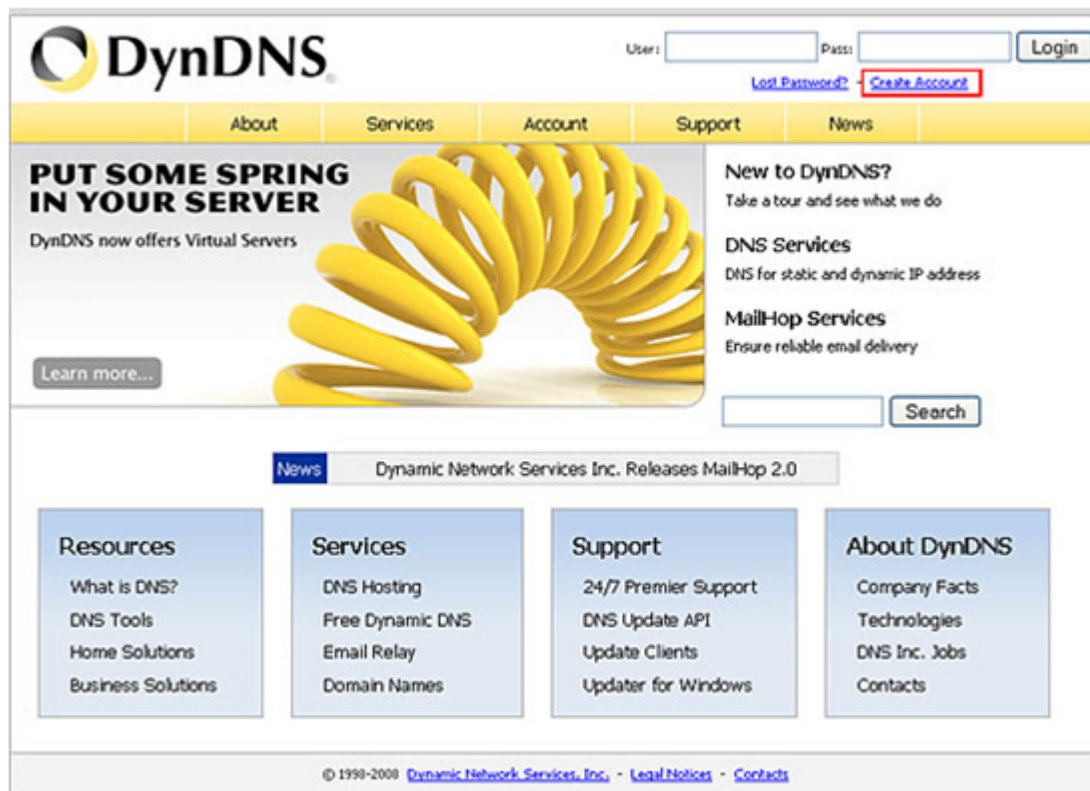 DynDNS
User: Pass: Login
Lost Password? - Create Account
About Services Account Support News
PUT SOME SPRING
IN YOUR SERVER
DynDNS now offers Virtual Servers
Learn more...
New to DynDNS?
Take a tour and see what we do
DNS Services
DNS for static and dynamic IP address
MailHop Services
Ensure reliable email delivery
Search
News Dynamic Network Services Inc. Releases MailHop 2.0
Resources
What is DNS?
DNS Tools
Home Solutions
Business Solutions
Services
DNS Hosting
Free Dynamic DNS
Email Relay
Domain Names
Support
24/7 Premier Support
DNS Update API
Update Clients
Updater for Windows
About DynDNS
Company Facts
Technologies
DNS Inc. Jobs
Contacts
© 1998-2008 Dynamic Network Services, Inc. - Legal Notices - Contacts